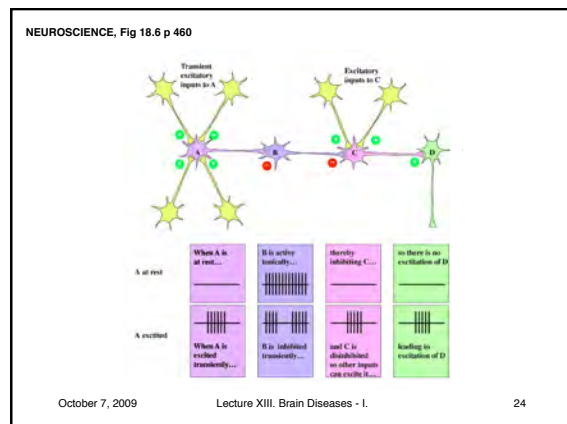 NEUROSCIENCE, Fig 18.6 p 460
Transient
excitatory
inputs to A
Excitatory
inputs to C
+ + + +
+ + +
A B C D
− −
When A is
at rest...
B is active
tonically...
thereby
inhibiting C...
so there is no
excitation of D
A at rest
A excited
When A is
excited
transiently...
B is inhibited
transiently...
and C is
disinhibited
so other inputs
can excite it...
leading to
excitation of D
October 7, 2009
Lecture XIII. Brain Diseases - I.
24